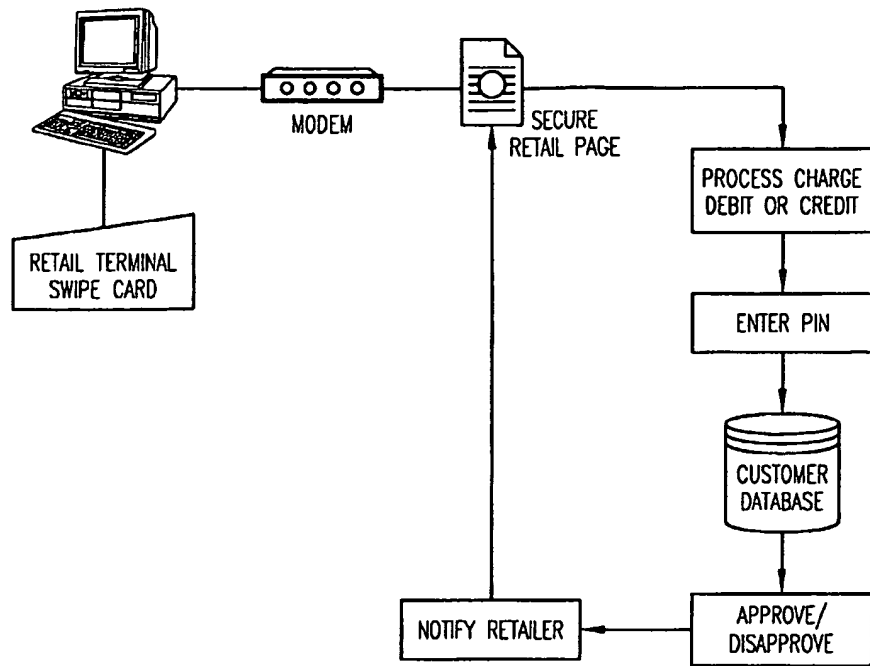 MODEM
SECURE
RETAIL PAGE
PROCESS CHARGE
DEBIT OR CREDIT
RETAIL TERMINAL
SWIPE CARD
ENTER PIN
CUSTOMER
DATABASE
NOTIFY RETAILER
APPROVE/
DISAPPROVE